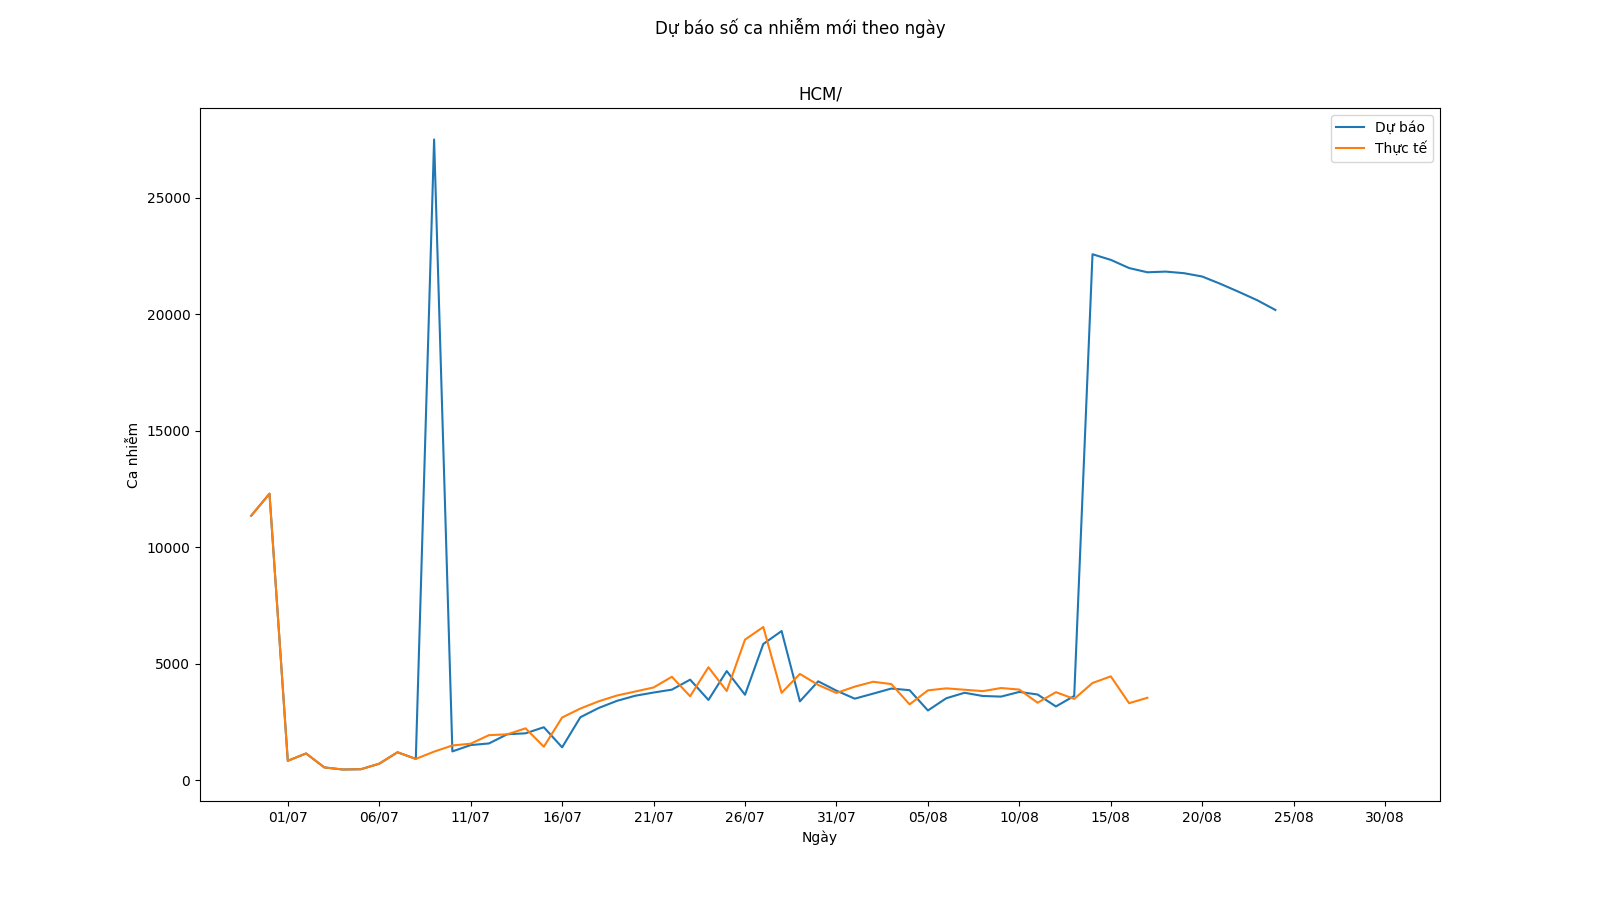 Dự báo số ca nhiễm mới theo ngày
HCM/
Dự báo
Thực tế
25000
20000
15000
10000
5000
0
Ca nhiễm
01/07 06/07 11/07 16/07 21/07 26/07 31/07 05/08 10/08 15/08 20/08 25/08 30/08
Ngày